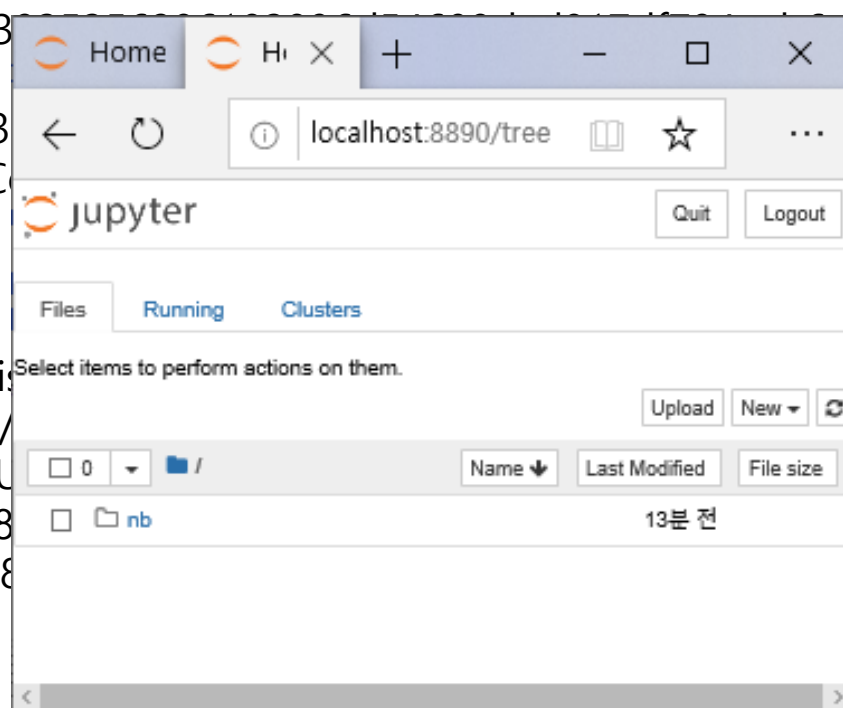 Home
localhost:8890/tree
jupyter
Quit Logout
Files Running Clusters
Select items to perform actions on them.
Upload New
0 / Name Last Modified File size
nb 13분 전